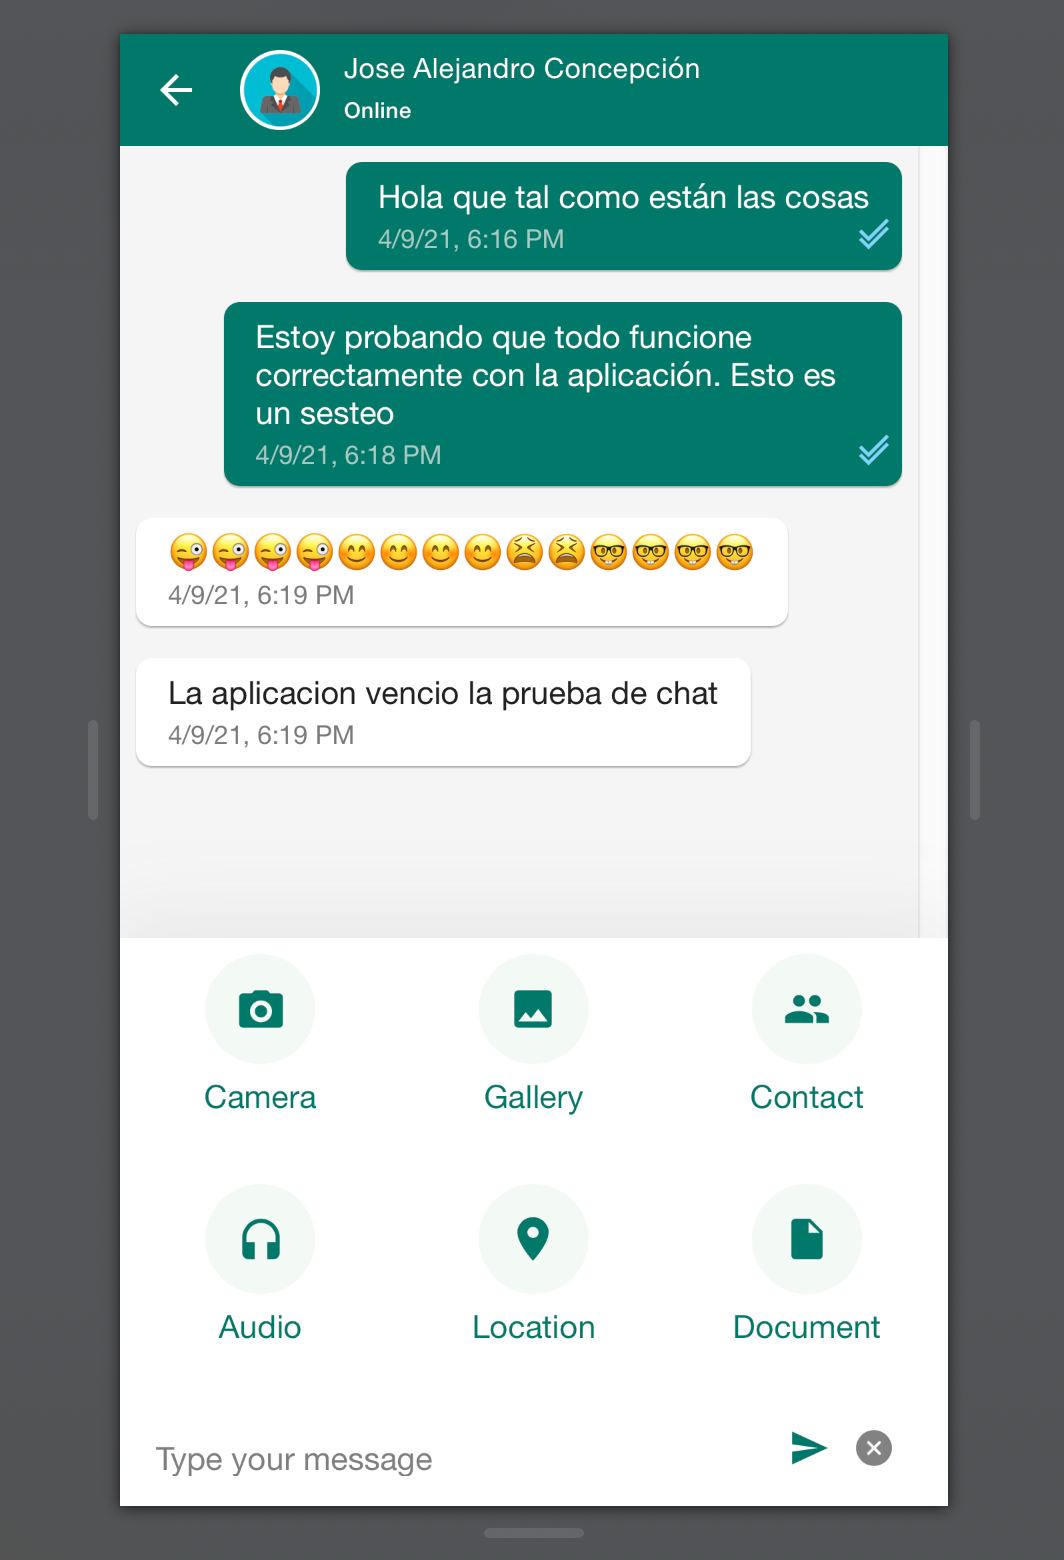 Jose Alejandro Concepción
Online
Hola que tal como están las cosas
4/9/21, 6:16 PM
Estoy probando que todo funcione
correctamente con la aplicación. Esto es
un sesteo
4/9/21, 6:18 PM
😜😜😜😜😊😊😊😊😫😫🤓🤓🤓🤓
4/9/21, 6:19 PM
La aplicacion vencio la prueba de chat
4/9/21, 6:19 PM
Camera Gallery Contact
Audio Location Document
Type your message